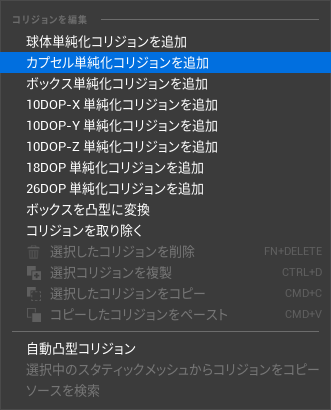 コリジョンを編集
球体単純化コリジョンを追加
カプセル単純化コリジョンを追加
ボックス単純化コリジョンを追加
10DOP-X 単純化コリジョンを追加
10DOP-Y 単純化コリジョンを追加
10DOP-Z 単純化コリジョンを追加
18DOP 単純化コリジョンを追加
26DOP 単純化コリジョンを追加
ボックスを凸型に変換
コリジョンを取り除く
選択したコリジョンを削除 FN+DELETE
選択コリジョンを複製 CTRL+D
選択したコリジョンをコピー CMD+C
コピーしたコリジョンをペースト CMD+V
自動凸型コリジョン
選択中のスタティックメッシュからコリジョンをコピー
ソースを検索